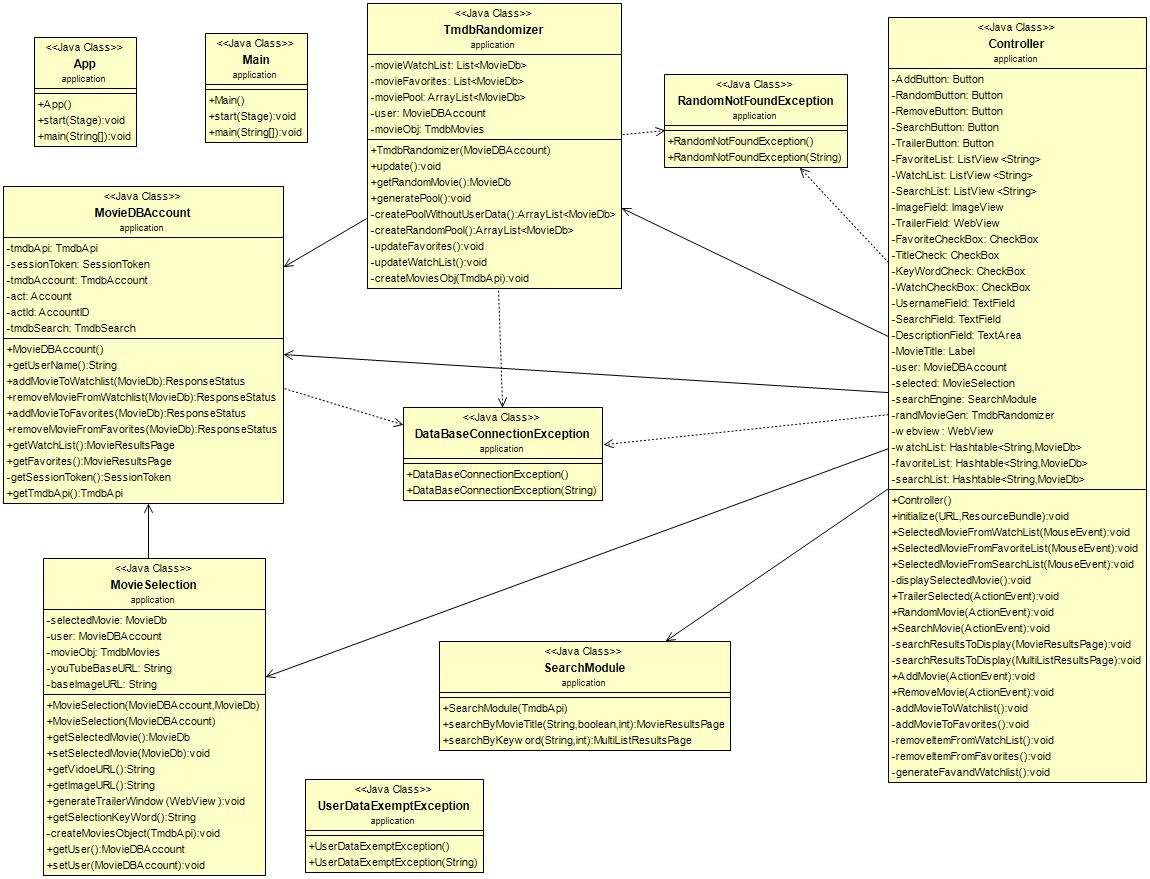 <<Java Class>>
App
application
+App()
+start(Stage):void
+main(String[]):void
<<Java Class>>
Main
application
+Main()
+start(Stage):void
+main(String[]):void
<<Java Class>>
TmdbRandomizer
application
-movieWatchList: List<MovieDb>
-movieFavorites: List<MovieDb>
-moviePool: ArrayList<MovieDb>
-user: MovieDBAccount
-movieObj: TmdbMovies
+TmdbRandomizer(MovieDBAccount)
+update():void
+getRandomMovie():MovieDb
+generatePool():void
-createPoolWithoutUserData():ArrayList<MovieDb>
-createRandomPool():ArrayList<MovieDb>
-updateFavorites():void
-updateWatchList():void
-createMoviesObj(TmdbApi):void
<<Java Class>>
RandomNotFoundException
application
+RandomNotFoundException()
+RandomNotFoundException(String)
<<Java Class>>
Controller
application
-AddButton: Button
-RandomButton: Button
-RemoveButton: Button
-SearchButton: Button
-TrailerButton: Button
-FavoriteList: ListView <String>
-WatchList: ListView <String>
-SearchList: ListView <String>
-ImageField: ImageView
-TrailerField: WebView
-FavoriteCheckBox: CheckBox
-TitleCheck: CheckBox
-KeyWordCheck: CheckBox
-WatchCheckBox: CheckBox
-UsernameField: TextField
-SearchField: TextField
-DescriptionField: TextArea
-MovieTitle: Label
-user: MovieDBAccount
-selected: MovieSelection
-searchEngine: SearchModule
-randMovieGen: TmdbRandomizer
-webview: WebView
-watchList: Hashtable<String,MovieDb>
-favoriteList: Hashtable<String,MovieDb>
-searchList: Hashtable<String,MovieDb>
+Controller()
+initialize(URL,ResourceBundle):void
+SelectedMovieFromWatchList(MouseEvent):void
+SelectedMovieFromFavoriteList(MouseEvent):void
+SelectedMovieFromSearchList(MouseEvent):void
-displaySelectedMovie():void
+TrailerSelected(ActionEvent):void
+RandomMovie(ActionEvent):void
+SearchMovie(ActionEvent):void
-searchResultsToDisplay(MovieResultsPage):void
-searchResultsToDisplay(MultiListResultsPage):void
+AddMovie(ActionEvent):void
+RemoveMovie(ActionEvent):void
-addMovieToWatchlist():void
-addMovieToFavorites():void
-removeItemFromWatchList():void
-removeItemFromFavorites():void
-generateFavandWatchlist():void
<<Java Class>>
MovieDBAccount
application
-tmdbApi: TmdbApi
-sessionToken: SessionToken
-tmdbAccount: TmdbAccount
-act: Account
-actId: AccountID
-tmdbSearch: TmdbSearch
+MovieDBAccount()
+getUserName():String
+addMovieToWatchlist(MovieDb):ResponseStatus
+removeMovieFromWatchlist(MovieDb):ResponseStatus
+addMovieToFavorites(MovieDb):ResponseStatus
+removeMovieFromFavorites(MovieDb):ResponseStatus
+getWatchList():MovieResultsPage
+getFavorites():MovieResultsPage
-getSessionToken():SessionToken
+getTmdbApi():TmdbApi
<<Java Class>>
DataBaseConnectionException
application
+DataBaseConnectionException()
+DataBaseConnectionException(String)
<<Java Class>>
MovieSelection
application
-selectedMovie: MovieDb
-user: MovieDBAccount
-movieObj: TmdbMovies
-youTubeBaseURL: String
-baseImageURL: String
+MovieSelection(MovieDBAccount,MovieDb)
+MovieSelection(MovieDBAccount)
+getSelectedMovie():MovieDb
+setSelectedMovie(MovieDb):void
+getVidoeURL():String
+getImageURL():String
+generateTrailerWindow(WebView):void
+getSelectionKeyWord():String
-createMoviesObject(TmdbApi):void
+getUser():MovieDBAccount
+setUser(MovieDBAccount):void
<<Java Class>>
SearchModule
application
+SearchModule(TmdbApi)
+searchByMovieTitle(String,boolean,int):MovieResultsPage
+searchByKeyword(String,int):MultiListResultsPage
<<Java Class>>
UserDataExemptException
application
+UserDataExemptException()
+UserDataExemptException(String)